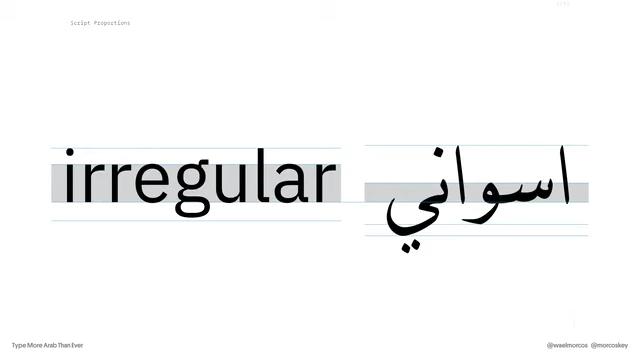 Script Proportions
irregular
اسواني
Type More Arab Than Ever
@waelmorcos @morcoskey